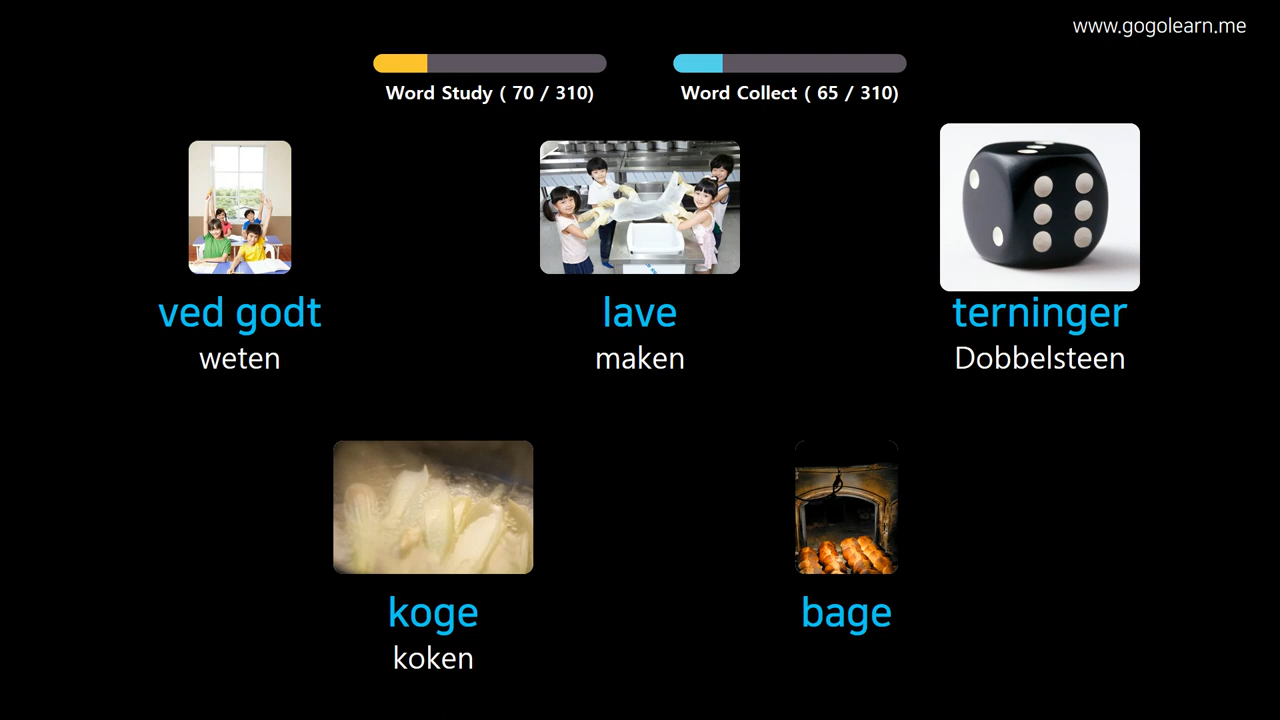 www.gogolearn.me
Word Study ( 70 / 310)
Word Collect ( 65 / 310)
ved godt
weten
lave
maken
terninger
Dobbelsteen
koge
koken
bage